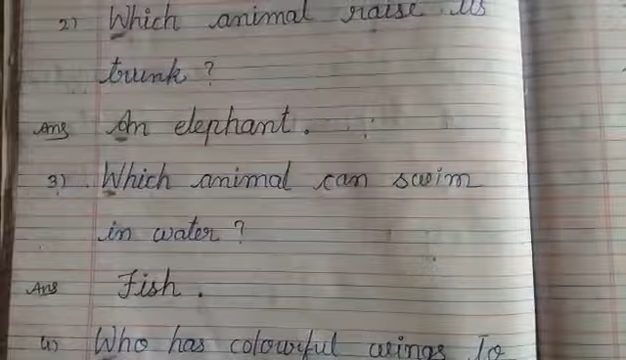 2) Which animal raise its
trunk ?
Ans An elephant .
3) Which animal can swim
in water ?
Ans Fish .
4) Who has colourful wings to